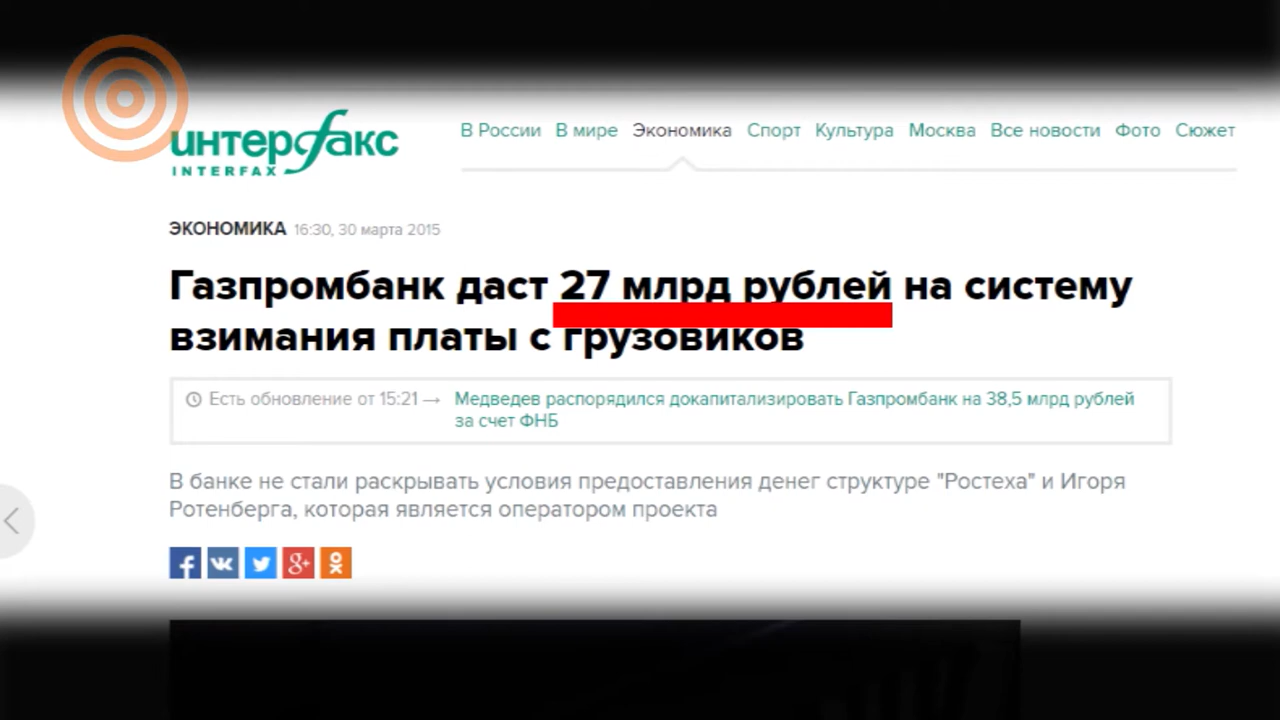 интерфакс
INTERFAX
В России В мире Экономика Спорт Культура Москва Все новости Фото Сюжет
ЭКОНОМИКА 16:30, 30 марта 2015
Газпромбанк даст 27 млрд рублей на систему
взимания платы с грузовиков
Есть обновление от 15:21 → Медведев распорядился докапитализировать Газпромбанк на 38,5 млрд рублей
за счет ФНБ
В банке не стали раскрывать условия предоставления денег структуре "Ростеха" и Игоря
Ротенберга, которая является оператором проекта